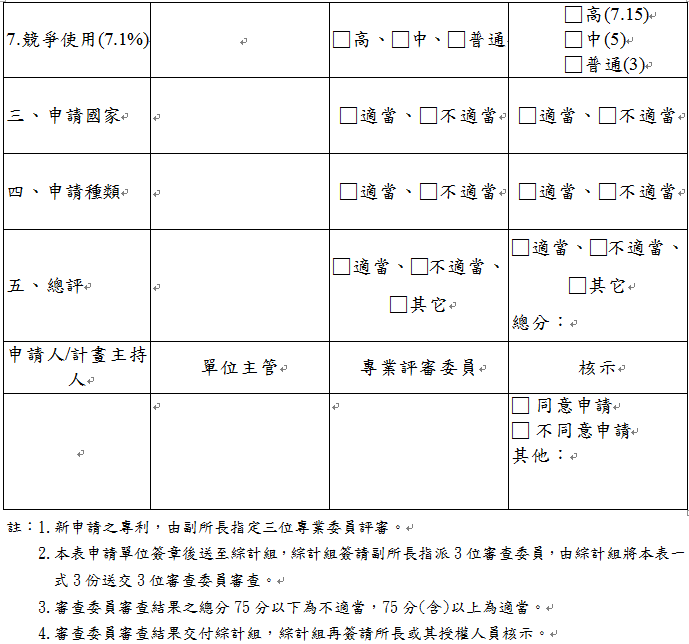 7.競爭使用(7.1%)
□高、□中、□普通
□高(7.15)
□中(5)
□普通(3)
三、申請國家
□適當、□不適當
□適當、□不適當
四、申請種類
□適當、□不適當
□適當、□不適當
五、總評
□適當、□不適當、
□其它
□適當、□不適當、
□其它
總分：
申請人/計畫主持
人
單位主管
專業評審委員
核示
□ 同意申請
□ 不同意申請
其他：
註：1. 新申請之專利，由副所長指定三位專業委員評審。
2. 本表申請單位簽章後送至綜計組，綜計組簽請副所長指派 3 位審查委員，由綜計組將本表一
式 3 份送交 3 位審查委員審查。
3. 審查委員審查結果之總分 75 分以下為不適當，75 分(含)以上為適當。
4. 審查委員審查結果交付綜計組，綜計組再簽請所長或其授權人員核示。